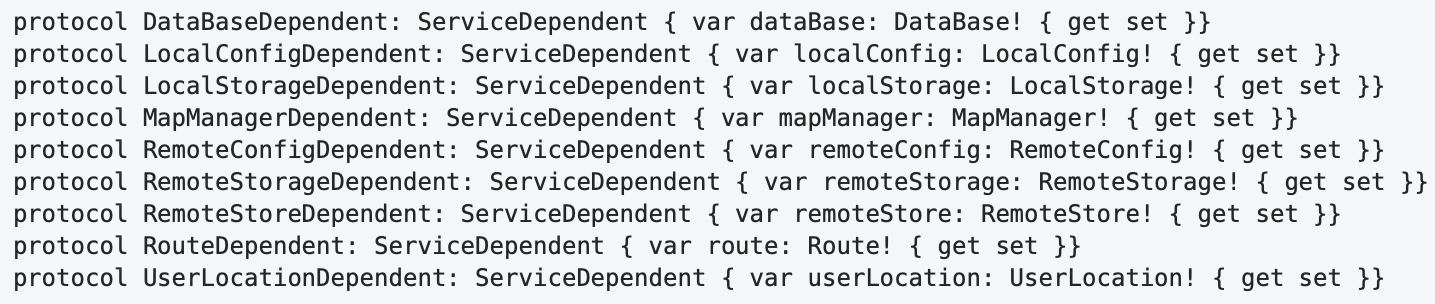 protocol DataBaseDependent: ServiceDependent { var dataBase: DataBase! { get set }}
protocol LocalConfigDependent: ServiceDependent { var localConfig: LocalConfig! { get set }}
protocol LocalStorageDependent: ServiceDependent { var localStorage: LocalStorage! { get set }}
protocol MapManagerDependent: ServiceDependent { var mapManager: MapManager! { get set }}
protocol RemoteConfigDependent: ServiceDependent { var remoteConfig: RemoteConfig! { get set }}
protocol RemoteStorageDependent: ServiceDependent { var remoteStorage: RemoteStorage! { get set }}
protocol RemoteStoreDependent: ServiceDependent { var remoteStore: RemoteStore! { get set }}
protocol RouteDependent: ServiceDependent { var route: Route! { get set }}
protocol UserLocationDependent: ServiceDependent { var userLocation: UserLocation! { get set }}